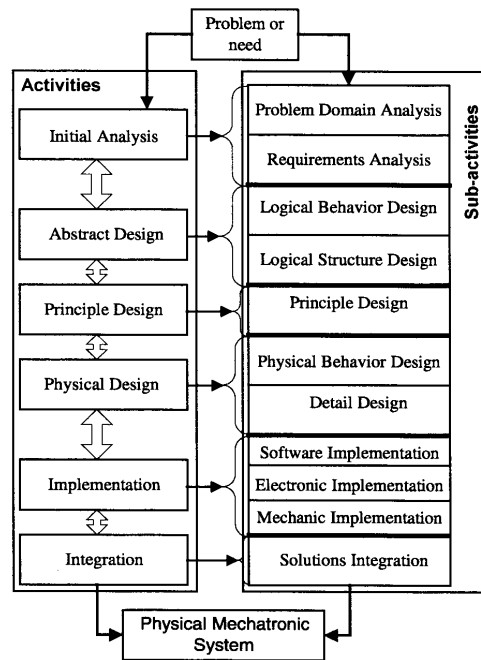 Problem or
need
Activities
Initial Analysis
Abstract Design
Principle Design
Physical Design
Implementation
Integration
Sub-activities
Problem Domain Analysis
Requirements Analysis
Logical Behavior Design
Logical Structure Design
Principle Design
Physical Behavior Design
Detail Design
Software Implementation
Electronic Implementation
Mechanic Implementation
Solutions Integration
Physical Mechatronic
System